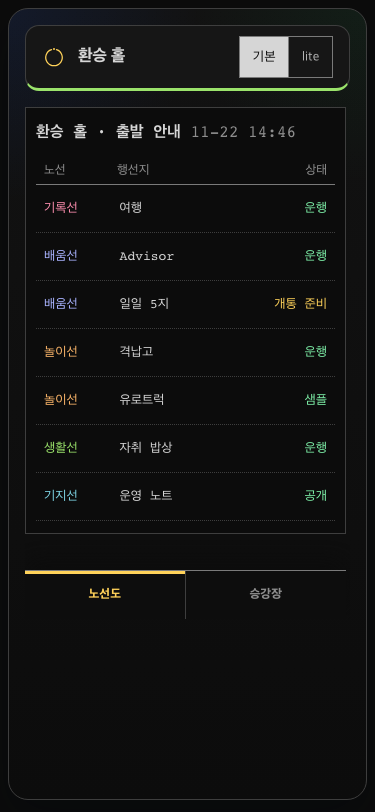 환승 홀 기본 lite
환승 홀 · 출발 안내 11-22 14:46
노선 행선지 상태
기록선 여행 운행
배움선 Advisor 운행
배움선 일일 5지 개통 준비
놀이선 격납고 운행
놀이선 유로트럭 샘플
생활선 자취 밥상 운행
기지선 운영 노트 공개
노선도 승강장